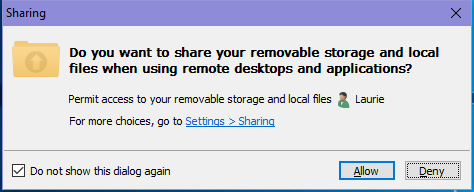 Sharing
Do you want to share your removable storage and local
files when using remote desktops and applications?
Permit access to your removable storage and local files Laurie
For more choices, go to Settings > Sharing
Do not show this dialog again
Allow
Deny